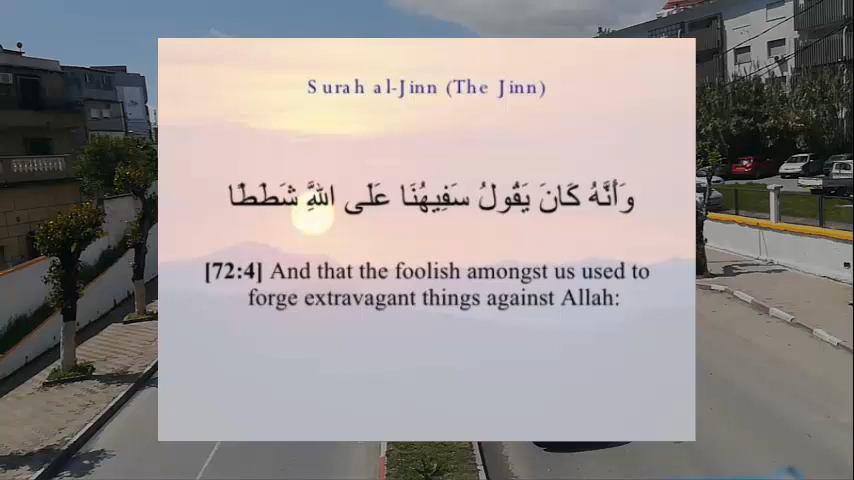 Surah al-Jinn (The Jinn)
وَأَنَّهُ كَانَ يَقُولُ سَفِيهُنَا عَلَى اللَّهِ شَطَطًا
[72:4] And that the foolish amongst us used to
forge extravagant things against Allah: